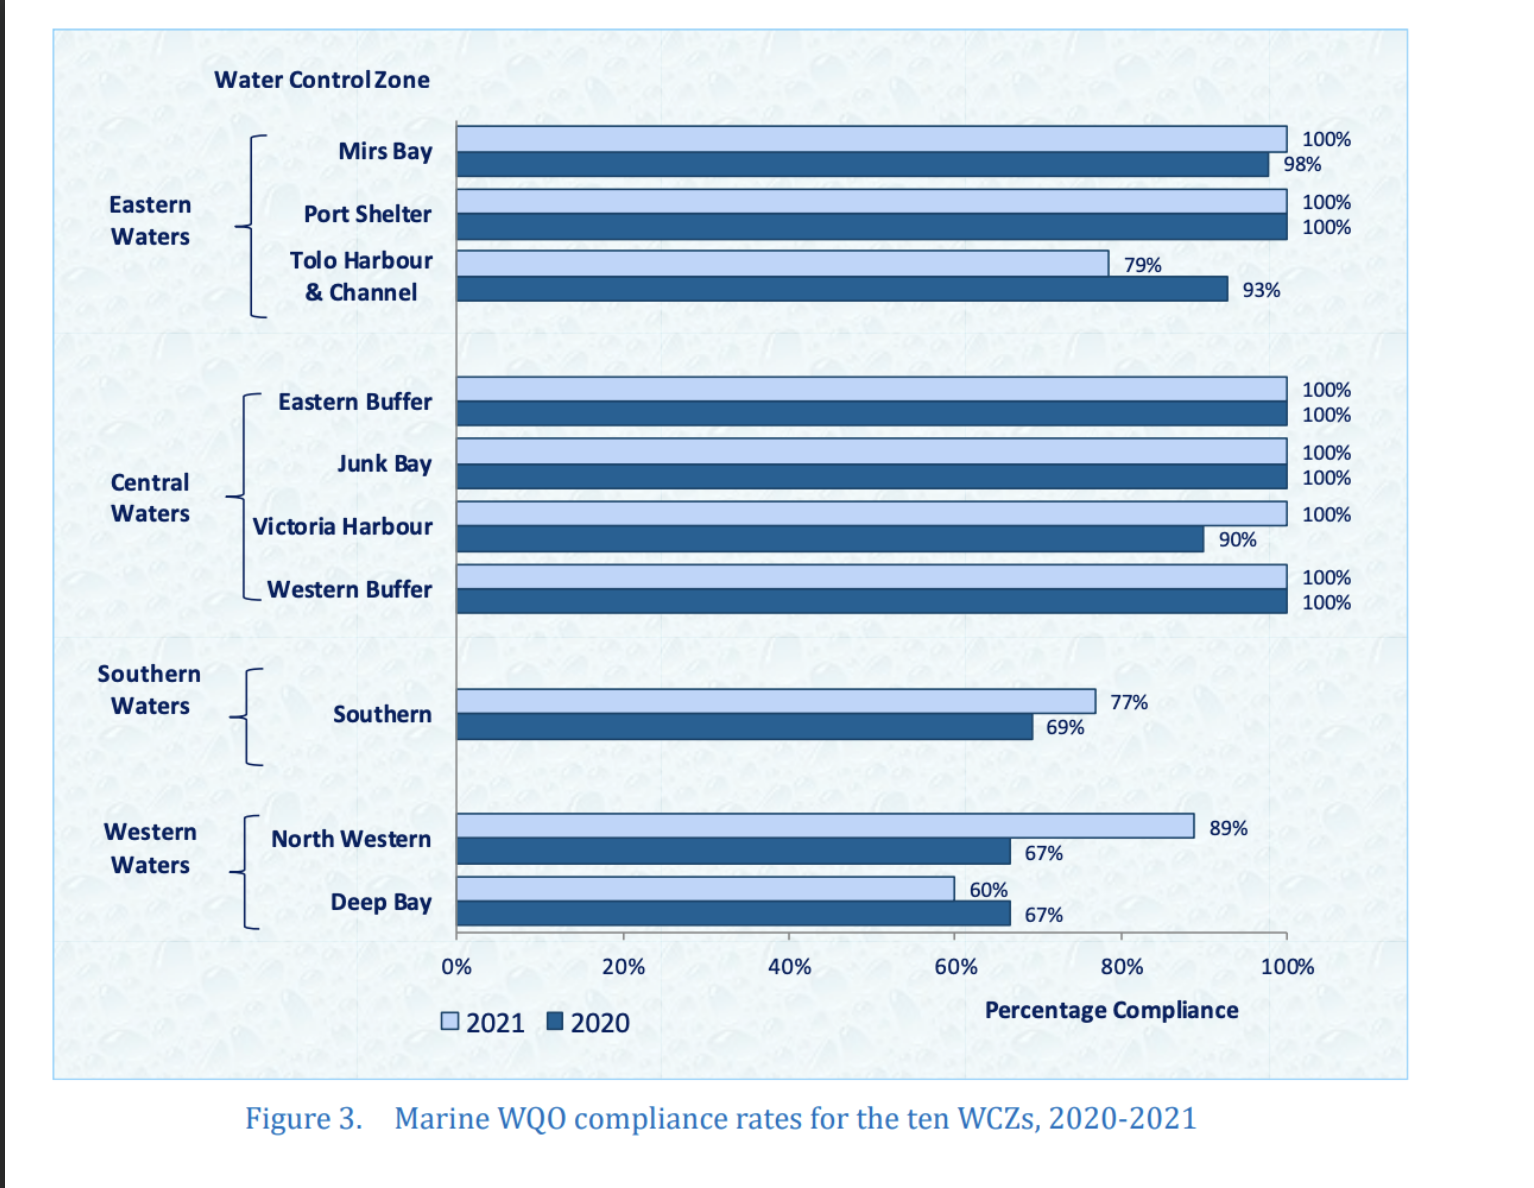 Water Control Zone
Eastern
Waters
Mirs Bay
100%
98%
Port Shelter
100%
100%
Tolo Harbour
& Channel
79%
93%
Central
Waters
Eastern Buffer
100%
100%
Junk Bay
100%
100%
Victoria Harbour
100%
90%
Western Buffer
100%
100%
Southern
Waters
Southern
77%
69%
Western
Waters
North Western
89%
67%
Deep Bay
60%
67%
0% 20% 40% 60% 80% 100%
Percentage Compliance
2021 2020
Figure 3. Marine WQO compliance rates for the ten WCZs, 2020-2021